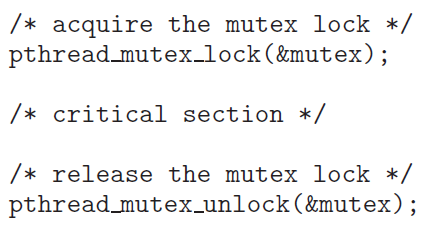 /* acquire the mutex lock */
pthread_mutex_lock(&mutex);
/* critical section */
/* release the mutex lock */
pthread_mutex_unlock(&mutex);